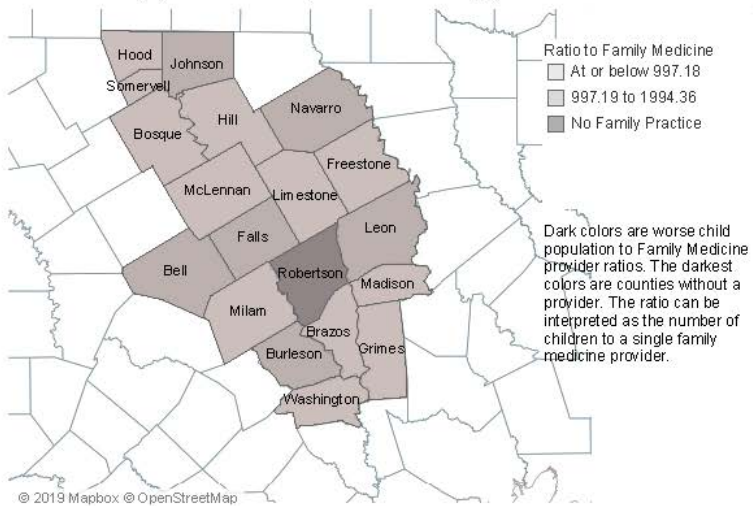 Hood
Johnson
Somervell
Navarro
Hill
Bosque
Freestone
McLennan
Limestone
Leon
Falls
Bell
Robertson
Madison
Milam
Brazos
Grimes
Burleson
Washington
© 2019 Mapbox © OpenStreetMap
Ratio to Family Medicine
At or below 997.18
997.19 to 1994.36
No Family Practice
Dark colors are worse child
population to Family Medicine
provider ratios. The darkest
colors are counties without a
provider. The ratio can be
interpreted as the number of
children to a single family
medicine provider.